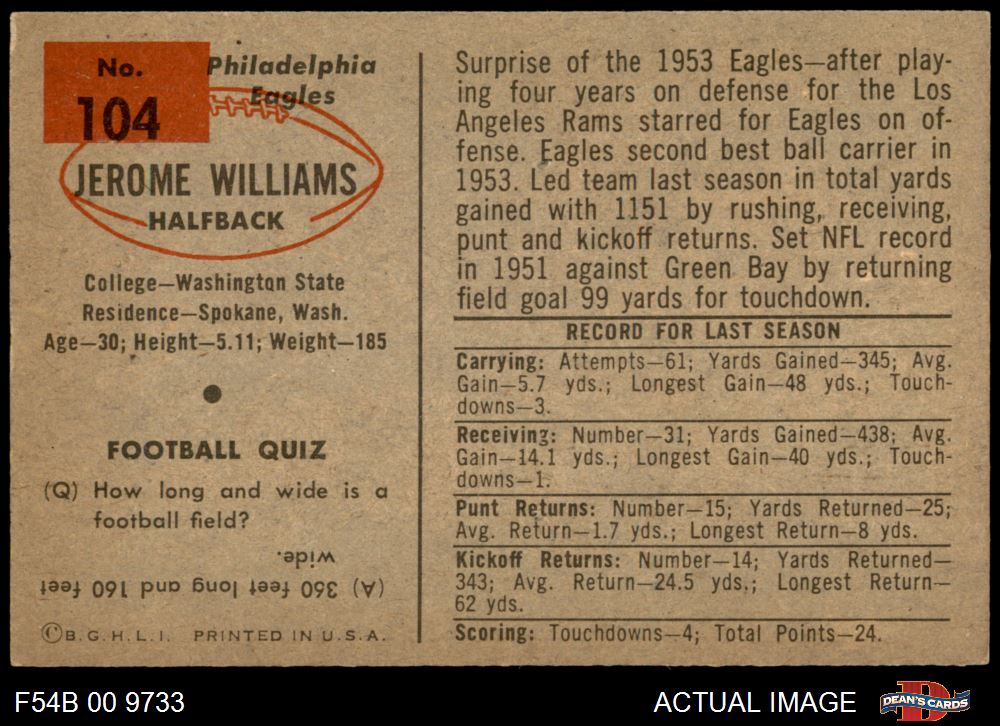 No.
104
Philadelphia
Eagles
JEROME WILLIAMS
HALFBACK
College—Washington State
Residence—Spokane, Wash.
Age—30; Height—5.11; Weight—185
FOOTBALL QUIZ
(Q) How long and wide is a
football field?
(A) 360 feet long and 160 feet
wide.
©B.G.H.L.I. PRINTED IN U.S.A.
Surprise of the 1953 Eagles—after play-
ing four years on defense for the Los
Angeles Rams starred for Eagles on of-
fense. Eagles second best ball carrier in
1953. Led team last season in total yards
gained with 1151 by rushing, receiving,
punt and kickoff returns. Set NFL record
in 1951 against Green Bay by returning
field goal 99 yards for touchdown.
RECORD FOR LAST SEASON
Carrying: Attempts—61; Yards Gained—345; Avg.
Gain—5.7 yds.; Longest Gain—48 yds.; Touch-
downs—3.
Receiving: Number—31; Yards Gained—438; Avg.
Gain—14.1 yds.; Longest Gain—40 yds.; Touch-
downs—1.
Punt Returns: Number—15; Yards Returned—25;
Avg. Return—1.7 yds.; Longest Return—8 yds.
Kickoff Returns: Number—14; Yards Returned—
343; Avg. Return—24.5 yds.; Longest Return—
62 yds.
Scoring: Touchdowns—4; Total Points—24.
F54B 00 9733
ACTUAL IMAGE
DEAN'S CARDS